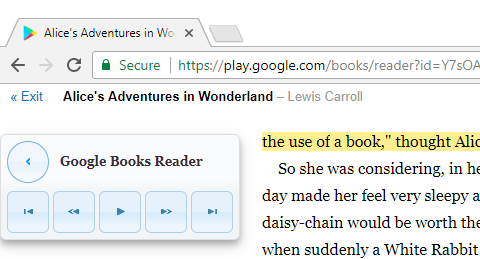 Alice's Adventures in Wo
Secure https://play.google.com/books/reader?id=Y7sOA
« Exit Alice's Adventures in Wonderland – Lewis Carroll
Google Books Reader
the use of a book," thought Alic
So she was considering, in he
day made her feel very sleepy a
daisy-chain would be worth the
when suddenly a White Rabbit